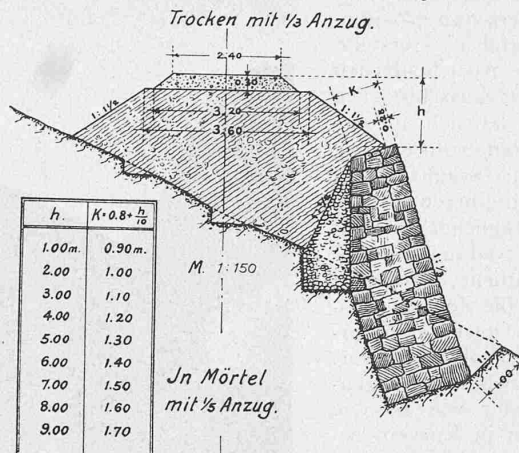 Trocken mit 1/3 Anzug.
2.40
0.30
3.20
3.60
1:1½
K
1:1½
h
h. K=0.8+h/10
1.00m. 0.90m.
2.00 1.00
3.00 1.10
4.00 1.20
5.00 1.30
6.00 1.40
7.00 1.50
8.00 1.60
9.00 1.70
M. 1:150
Jn Mörtel
mit 1/5 Anzug.
1:1
1.00